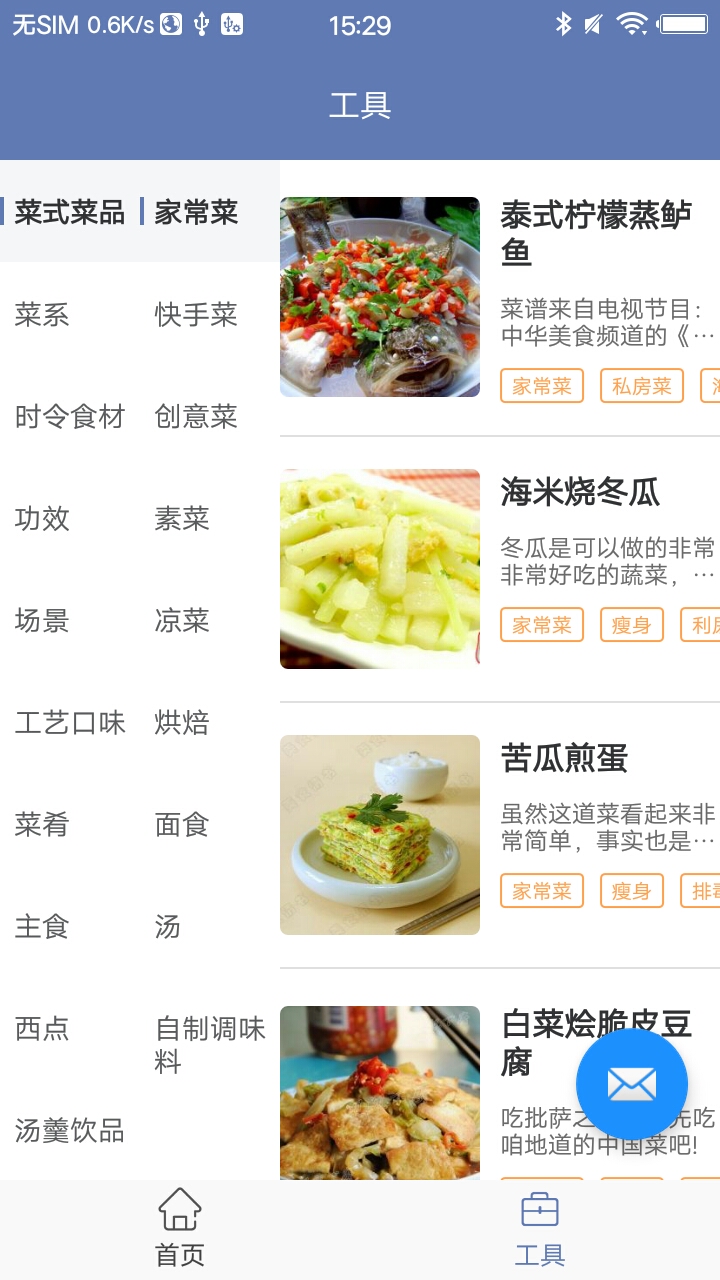 无SIM 0.6K/s 15:29
工具
菜式菜品
菜系
时令食材
功效
场景
工艺口味
菜肴
主食
西点
汤羹饮品
家常菜
快手菜
创意菜
素菜
凉菜
烘焙
面食
汤
自制调味
料
泰式柠檬蒸鲈
鱼
菜谱来自电视节目：
中华美食频道的《…
家常菜 私房菜
海米烧冬瓜
冬瓜是可以做的非常
非常好吃的蔬菜，…
家常菜 瘦身
苦瓜煎蛋
虽然这道菜看起来非
常简单，事实也是…
家常菜 瘦身
白菜烩脆皮豆
腐
吃批萨之 先吃
咱地道的中国菜吧!
首页
工具